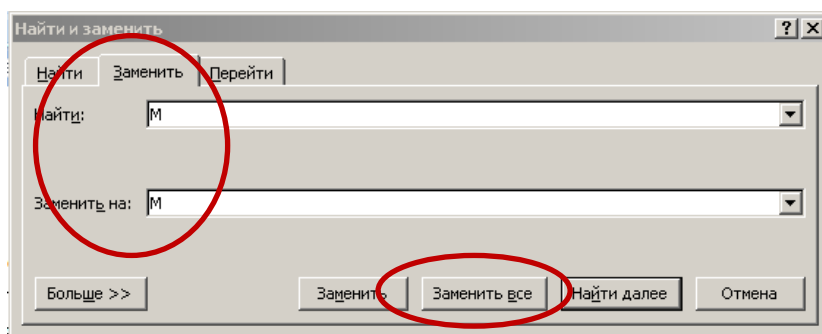 Найти и заменить
Найти Заменить Перейти
Найти: М
Заменить на: М
Больше >> Заменить Заменить все Найти далее Отмена